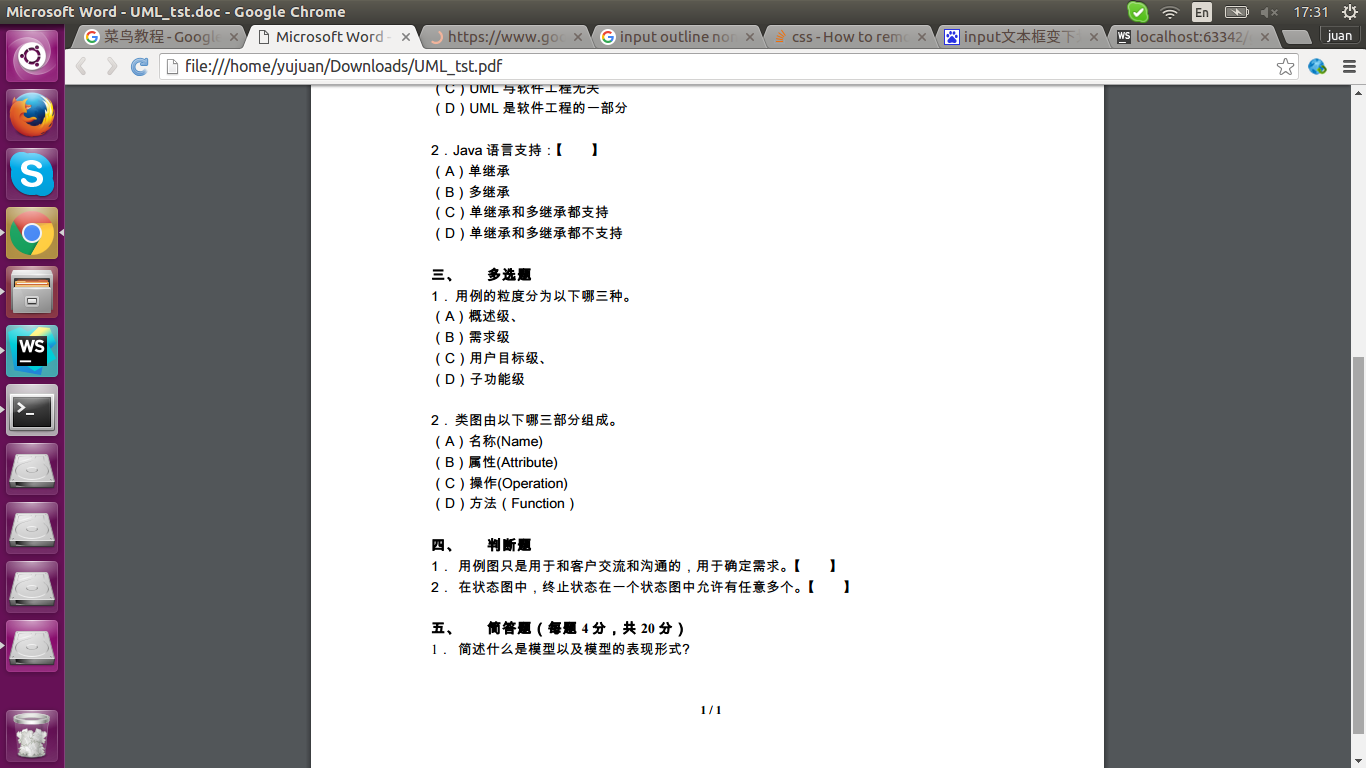 Microsoft Word - UML_tst.doc - Google Chrome
En
17:31
菜鸟教程 - Google
Microsoft Word -
https://www.goo
input outline non
css - How to remo
input文本框变下
localhost:63342/
juan
file:///home/yujuan/Downloads/UML_tst.pdf
（C）UML 与软件工程无关
（D）UML 是软件工程的一部分
2．Java 语言支持：【 】
（A）单继承
（B）多继承
（C）单继承和多继承都支持
（D）单继承和多继承都不支持
三、 多选题
1． 用例的粒度分为以下哪三种。
（A）概述级、
（B）需求级
（C）用户目标级、
（D）子功能级
2． 类图由以下哪三部分组成。
（A）名称(Name)
（B）属性(Attribute)
（C）操作(Operation)
（D）方法（Function）
四、 判断题
1． 用例图只是用于和客户交流和沟通的，用于确定需求。【 】
2． 在状态图中，终止状态在一个状态图中允许有任意多个。【 】
五、 简答题（每题 4 分，共 20 分）
1． 简述什么是模型以及模型的表现形式?
1 / 1
WS